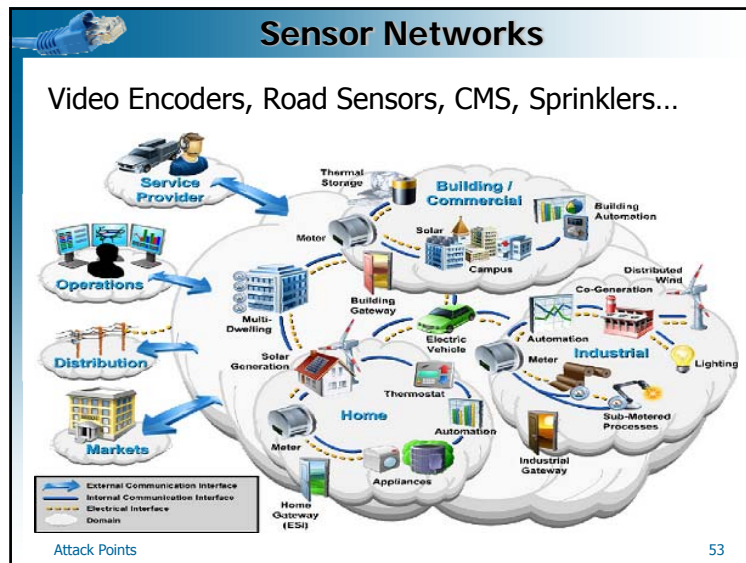 Sensor Networks
Video Encoders, Road Sensors, CMS, Sprinklers…
Service
Provider
Operations
Distribution
Markets
Thermal
Storage
Building /
Commercial
Building
Automation
Meter
Solar
Campus
Multi-
Dwelling
Building
Gateway
Electric
Vehicle
Distributed
Wind
Co-Generation
Automation
Industrial
Meter
Lighting
Sub-Metered
Processes
Industrial
Gateway
Solar
Generation
Thermostat
Home
Automation
Meter
Appliances
Home
Gateway
(ESI)
External Communication Interface
Internal Communication Interface
Electrical Interface
Domain
Attack Points
53